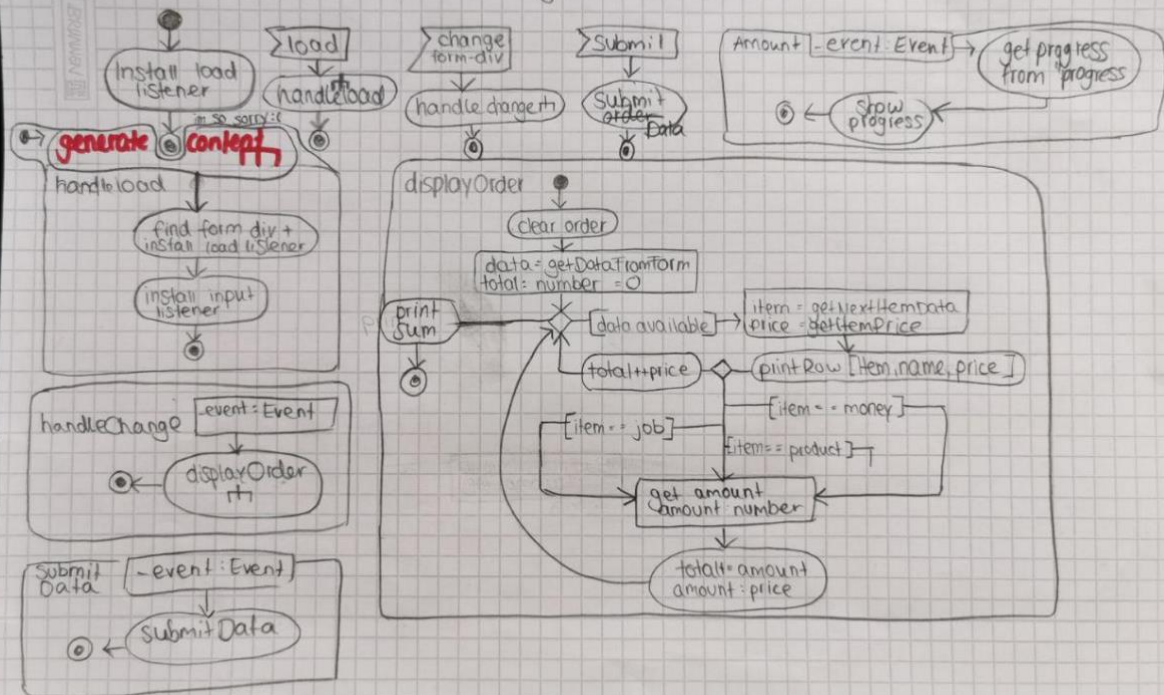 Install load
listener
load
handleload
change
form-div
handle change
Submit
Submit
order
Data
Amount
-event: Event
get progress
from progress
show
progress
im so sorry :(
generate content
handleload
find form div +
install load listener
install input
listener
handleChange
-event: Event
displayOrder
submit
Data
-event: Event
submitData
displayOrder
clear order
data = getDataFromForm
total: number = 0
print
sum
[data available]
item = getNextItemData
price = getItemPrice
total++price
printRow [item, name, price]
[item == money]
[item == job]
[item == product]
get amount
amount: number
total+= amount
amount: price